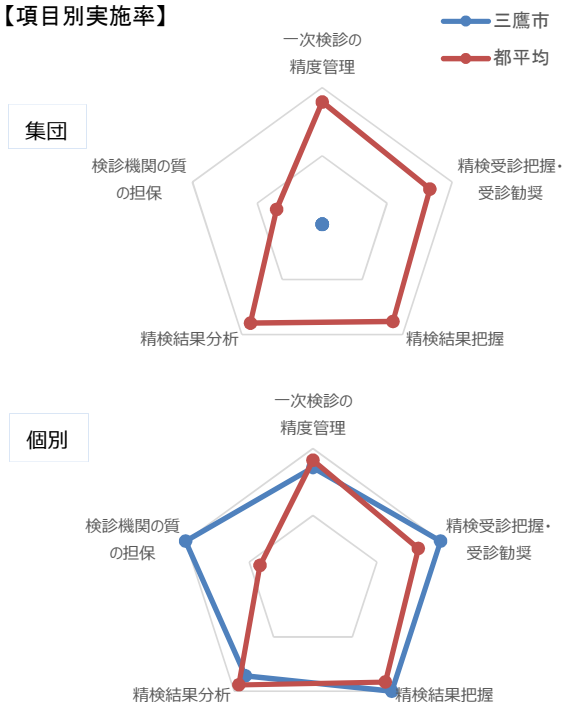 【項目別実施率】
三鷹市
都平均
集団
一次検診の
精度管理
精検受診把握・
受診勧奨
精検結果把握
精検結果分析
検診機関の質
の担保
個別
一次検診の
精度管理
精検受診把握・
受診勧奨
精検結果把握
精検結果分析
検診機関の質
の担保